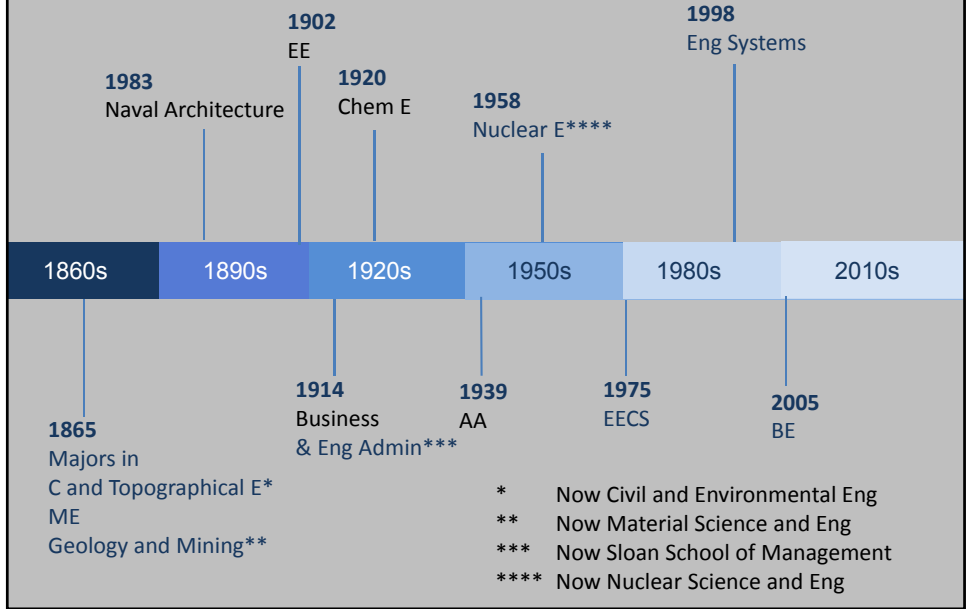 1902
EE
1998
Eng Systems
1983
Naval Architecture
1920
Chem E
1958
Nuclear E****
1860s
1890s
1920s
1950s
1980s
2010s
1865
Majors in
C and Topographical E*
ME
Geology and Mining**
1914
Business
& Eng Admin***
1939
AA
1975
EECS
2005
BE
* Now Civil and Environmental Eng
** Now Material Science and Eng
*** Now Sloan School of Management
**** Now Nuclear Science and Eng